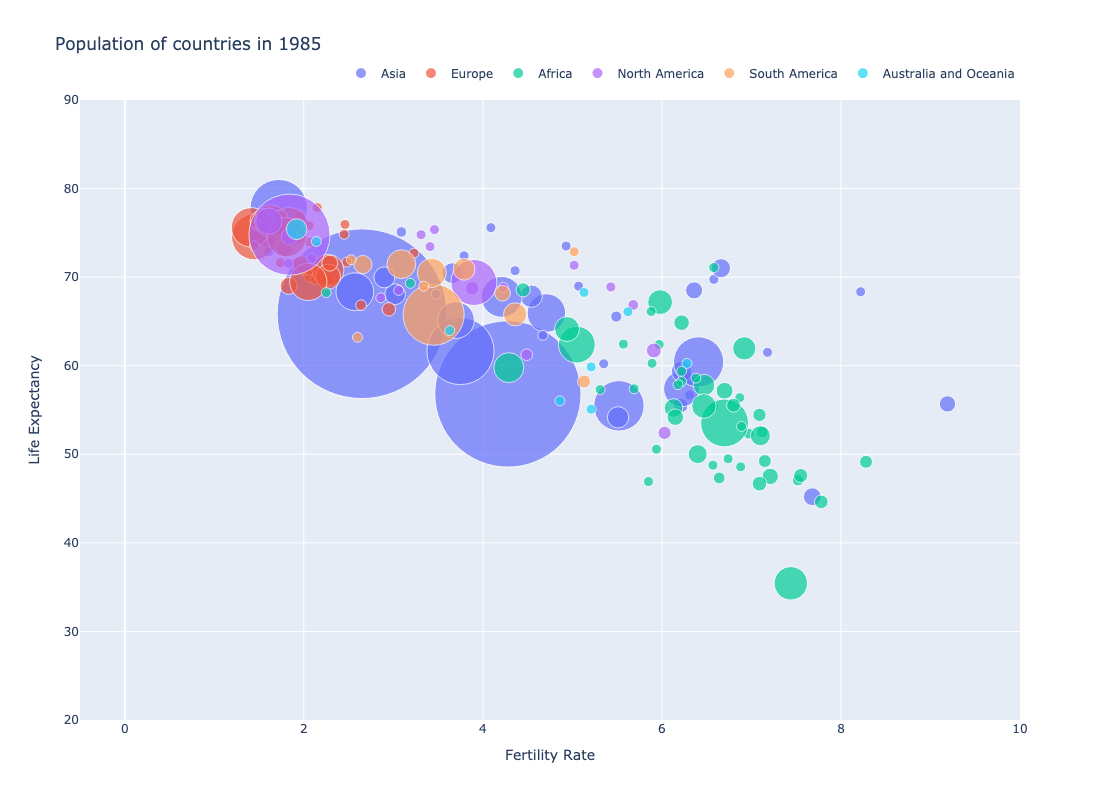 Population of countries in 1985
Asia Europe Africa North America South America Australia and Oceania
90
80
70
60
50
40
30
20
Life Expectancy
0 2 4 6 8 10
Fertility Rate